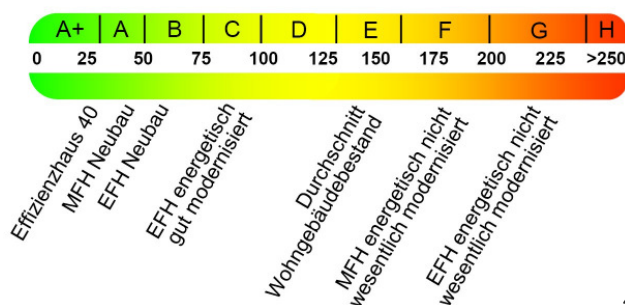 A+ A B C D E F G H
0 25 50 75 100 125 150 175 200 225 >250
Effizienzhaus 40
MFH Neubau
EFH Neubau
EFH energetisch
gut modernisiert
Durchschnitt
Wohngebäudebestand
MFH energetisch nicht
wesentlich modernisiert
EFH energetisch nicht
wesentlich modernisiert